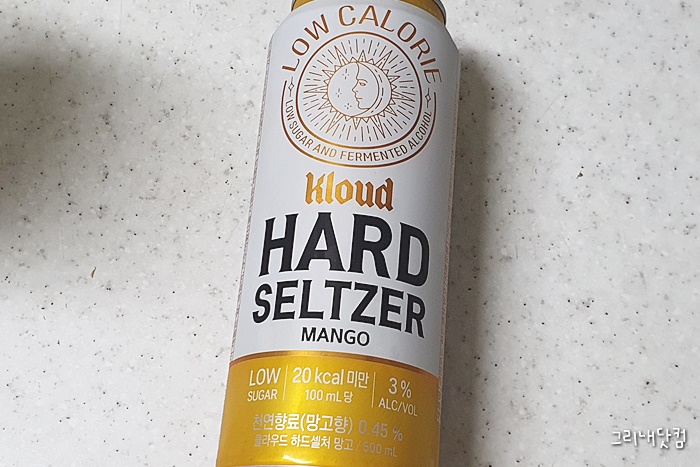 LOW CALORIE
LOW SUGAR AND FERMENTED ALCOHOL
Kloud
HARD
SELTZER
MANGO
LOW SUGAR
20 kcal 미만
100 mL 당
3 %
ALC/VOL
천연향료(망고향) 0.45 %
클라우드 하드셀처 망고 / 500 mL
그리내닷컴